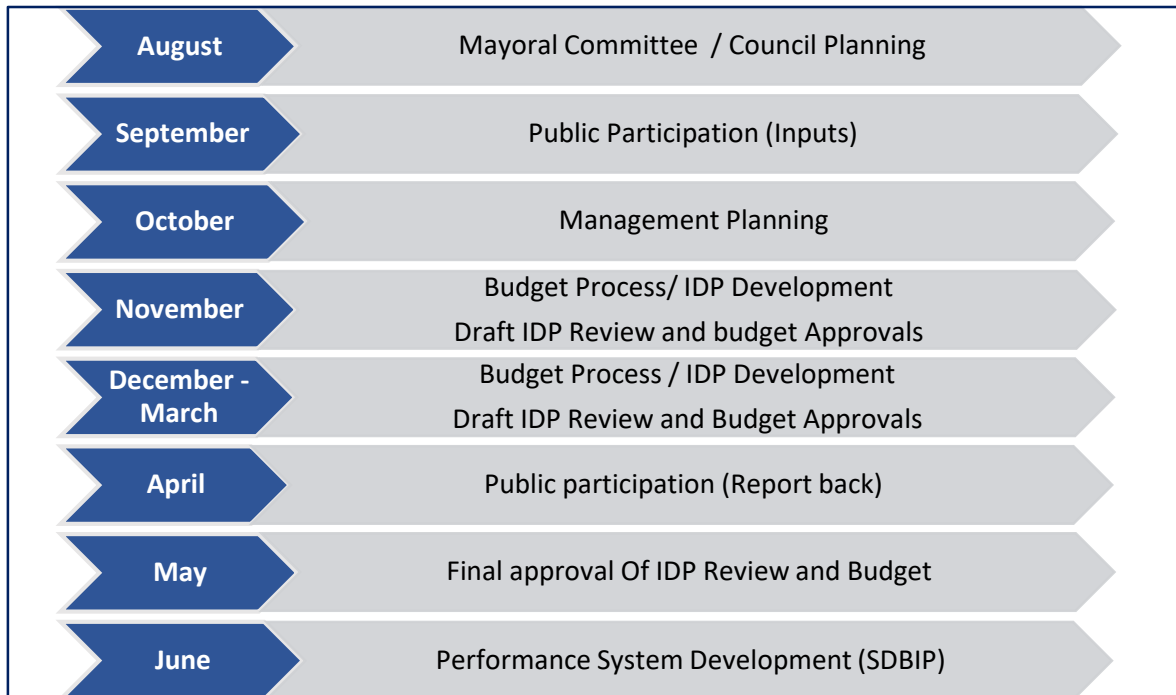 August
Mayoral Committee / Council Planning
September
Public Participation (Inputs)
October
Management Planning
November
Budget Process/ IDP Development
Draft IDP Review and budget Approvals
December -
March
Budget Process / IDP Development
Draft IDP Review and Budget Approvals
April
Public participation (Report back)
May
Final approval Of IDP Review and Budget
June
Performance System Development (SDBIP)